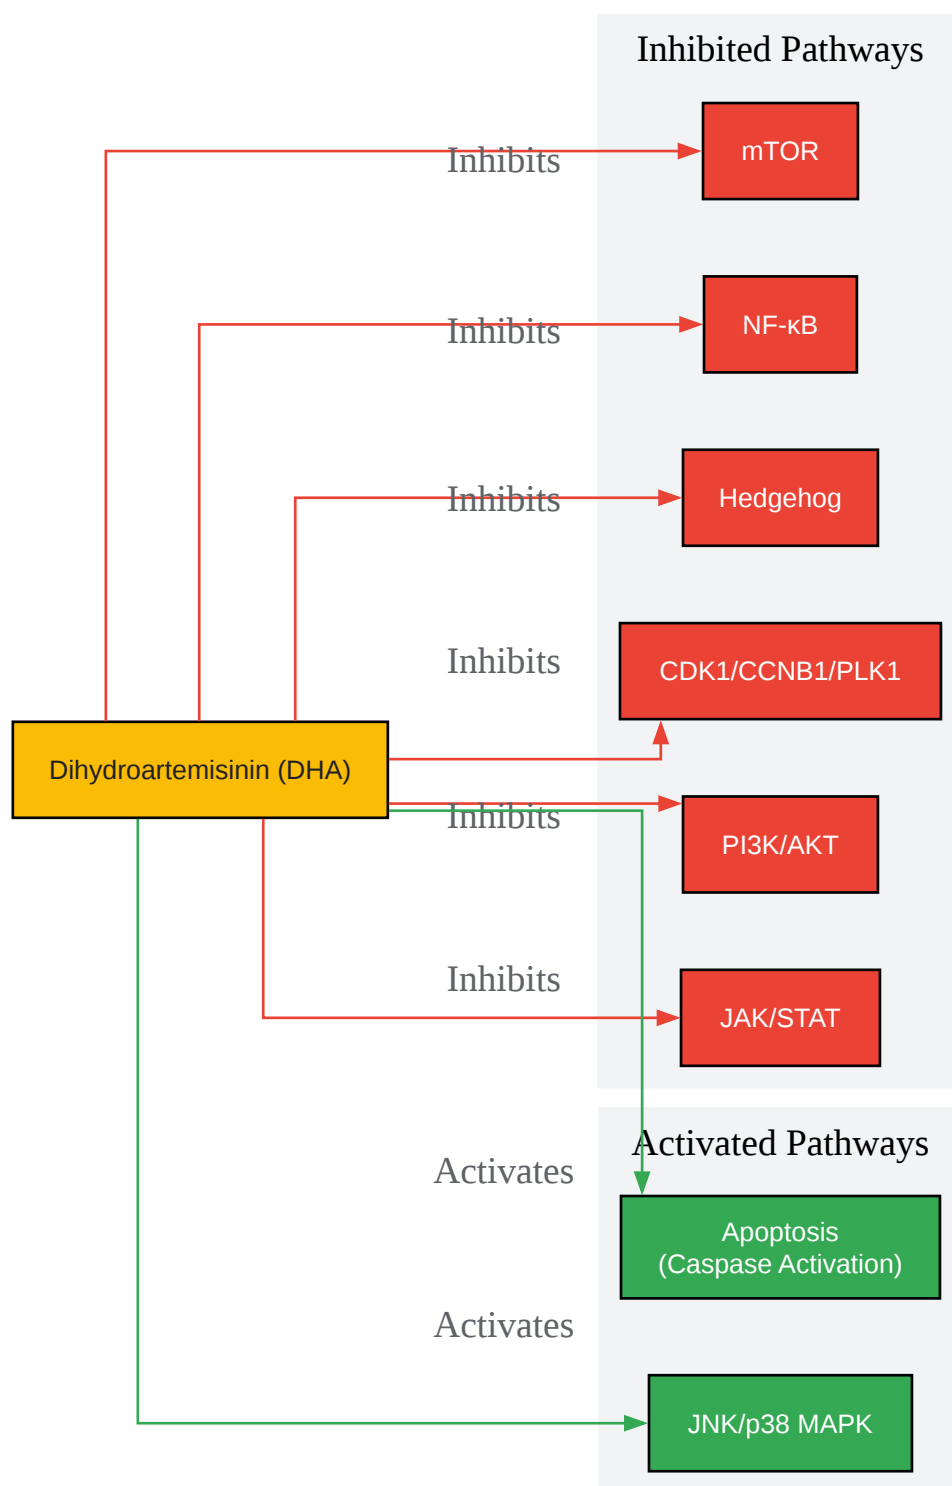 Inhibited Pathways
Inhibits
mTOR
Inhibits
NF-κB
Inhibits
Hedgehog
Inhibits
CDK1/CCNB1/PLK1
Dihydroartemisinin (DHA)
Inhibits
PI3K/AKT
Inhibits
JAK/STAT
Activated Pathways
Activates
Apoptosis
(Caspase Activation)
Activates
JNK/p38 MAPK